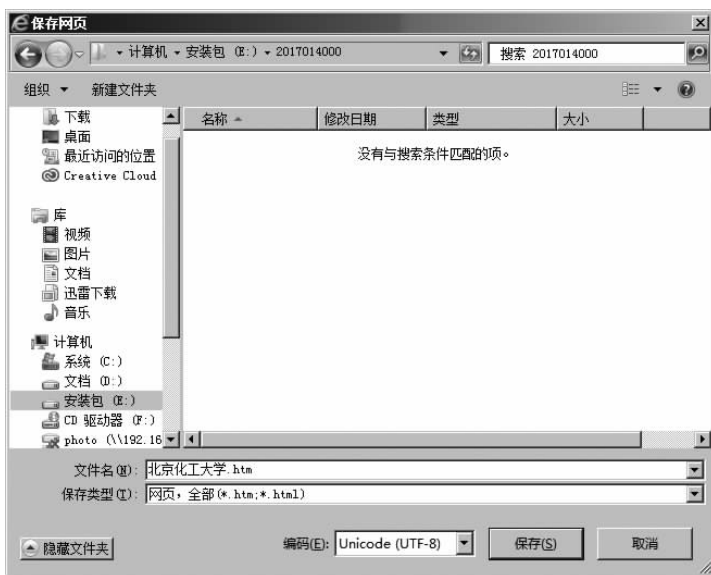 保存网页
计算机 安装包 (E:) 2017014000 搜索 2017014000
组织 新建文件夹
名称 修改日期 类型 大小
没有与搜索条件匹配的项。
下载
桌面
最近访问的位置
Creative Cloud
库
视频
图片
文档
迅雷下载
音乐
计算机
系统 (C:)
文档 (D:)
安装包 (E:)
CD 驱动器 (F:)
photo (\\192.16
文件名(N): 北京化工大学.htm
保存类型(T): 网页，全部(*.htm;*.html)
隐藏文件夹 编码(E): Unicode (UTF-8) 保存(S) 取消